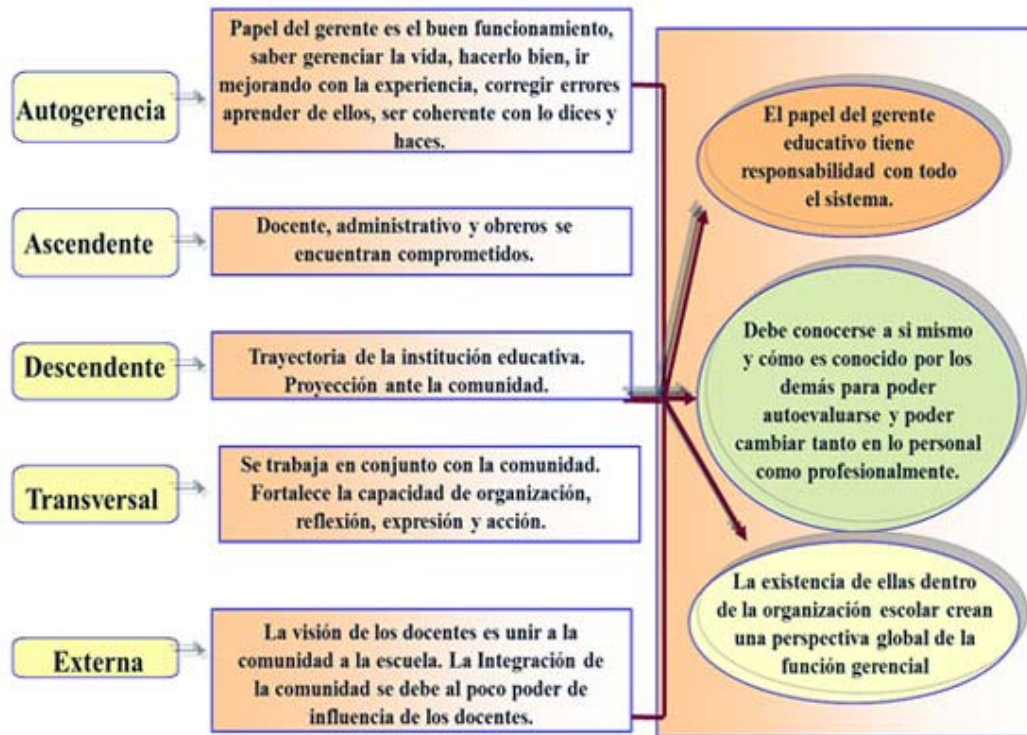 Autogerencia
Papel del gerente es el buen funcionamiento,
saber gerenciar la vida, hacerlo bien, ir
mejorando con la experiencia, corregir errores
aprender de ellos, ser coherente con lo dices y
haces.
Ascendente
Docente, administrativo y obreros se
encuentran comprometidos.
Descendente
Trayectoria de la institución educativa.
Proyección ante la comunidad.
Transversal
Se trabaja en conjunto con la comunidad.
Fortalece la capacidad de organización,
reflexión, expresión y acción.
Externa
La visión de los docentes es unir a la
comunidad a la escuela. La Integración de
la comunidad se debe al poco poder de
influencia de los docentes.
El papel del gerente
educativo tiene
responsabilidad con todo
el sistema.
Debe conocerse a si mismo
y cómo es conocido por los
demás para poder
autoevaluarse y poder
cambiar tanto en lo personal
como profesionalmente.
La existencia de ellas dentro
de la organización escolar crean
una perspectiva global de la
función gerencial